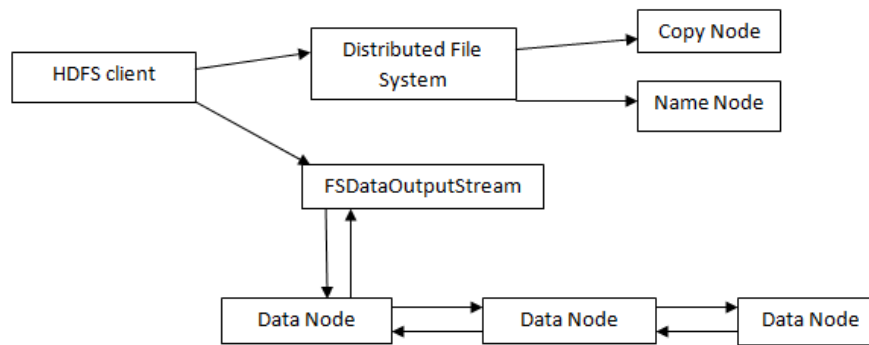 Copy Node
HDFS client
Distributed File
System
Name Node
FSDataOutputStream
Data Node
Data Node
Data Node